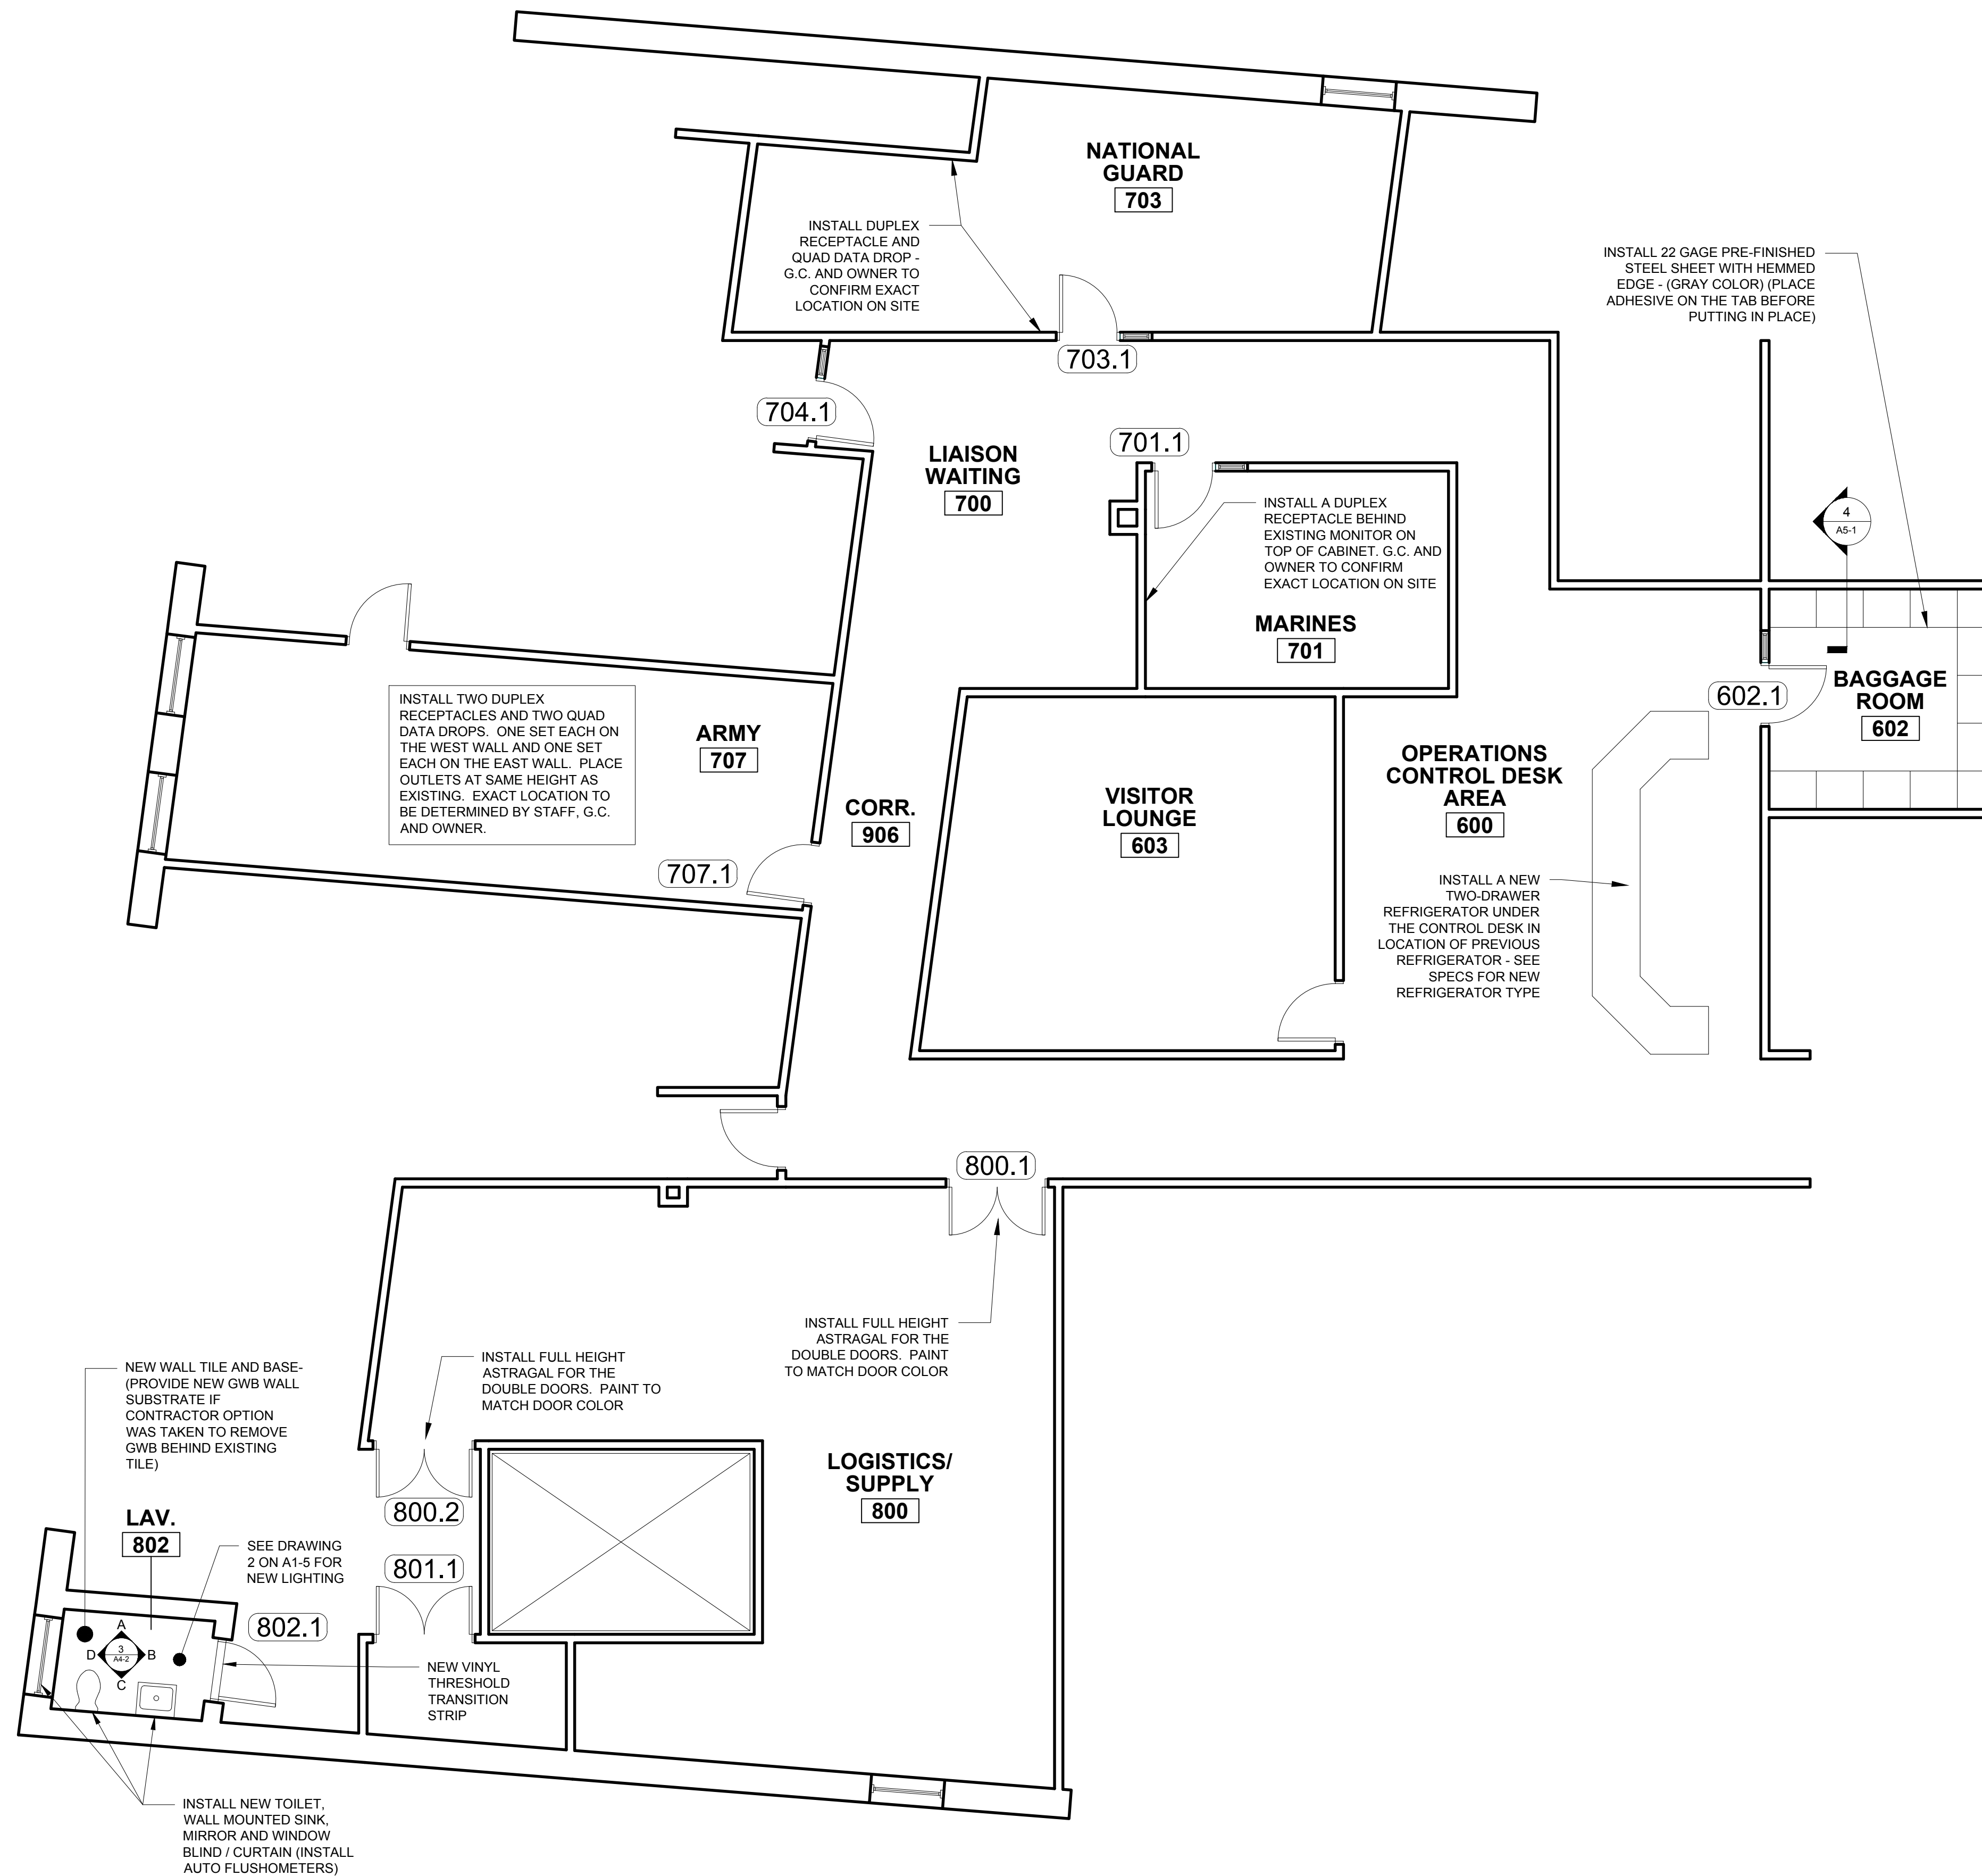 NATIONAL
GUARD
703
INSTALL DUPLEX
RECEPTACLE AND
QUAD DATA DROP -
G.C. AND OWNER TO
CONFIRM EXACT
LOCATION ON SITE
INSTALL 22 GAGE PRE-FINISHED
STEEL SHEET WITH HEMMED
EDGE - (GRAY COLOR) (PLACE
ADHESIVE ON THE TAB BEFORE
PUTTING IN PLACE)
703.1
704.1
701.1
LIAISON
WAITING
700
INSTALL A DUPLEX
RECEPTACLE BEHIND
EXISTING MONITOR ON
TOP OF CABINET. G.C. AND
OWNER TO CONFIRM
EXACT LOCATION ON SITE
4
A5-1
MARINES
701
INSTALL TWO DUPLEX
RECEPTACLES AND TWO QUAD
DATA DROPS. ONE SET EACH ON
THE WEST WALL AND ONE SET
EACH ON THE EAST WALL. PLACE
OUTLETS AT SAME HEIGHT AS
EXISTING. EXACT LOCATION TO
BE DETERMINED BY STAFF, G.C.
AND OWNER.
ARMY
707
602.1
BAGGAGE
ROOM
602
OPERATIONS
CONTROL DESK
AREA
600
VISITOR
LOUNGE
603
CORR.
906
707.1
INSTALL A NEW
TWO-DRAWER
REFRIGERATOR UNDER
THE CONTROL DESK IN
LOCATION OF PREVIOUS
REFRIGERATOR - SEE
SPECS FOR NEW
REFRIGERATOR TYPE
800.1
INSTALL FULL HEIGHT
ASTRAGAL FOR THE
DOUBLE DOORS. PAINT
TO MATCH DOOR COLOR
INSTALL FULL HEIGHT
ASTRAGAL FOR THE
DOUBLE DOORS. PAINT TO
MATCH DOOR COLOR
NEW WALL TILE AND BASE-
(PROVIDE NEW GWB WALL
SUBSTRATE IF
CONTRACTOR OPTION
WAS TAKEN TO REMOVE
GWB BEHIND EXISTING
TILE)
LOGISTICS/
SUPPLY
800
800.2
LAV.
802
SEE DRAWING
2 ON A1-5 FOR
NEW LIGHTING
801.1
802.1
A
D
3
A4-2
B
C
NEW VINYL
THRESHOLD
TRANSITION
STRIP
INSTALL NEW TOILET,
WALL MOUNTED SINK,
MIRROR AND WINDOW
BLIND / CURTAIN (INSTALL
AUTO FLUSHOMETERS)